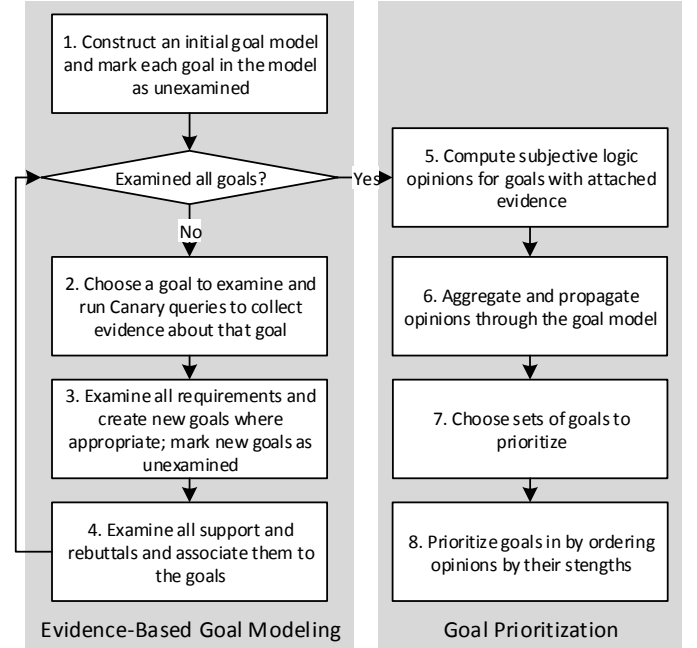 1. Construct an initial goal model
and mark each goal in the model
as unexamined
Examined all goals?
Yes
No
2. Choose a goal to examine and
run Canary queries to collect
evidence about that goal
3. Examine all requirements and
create new goals where
appropriate; mark new goals as
unexamined
4. Examine all support and
rebuttals and associate them to
the goals
Evidence-Based Goal Modeling
5. Compute subjective logic
opinions for goals with attached
evidence
6. Aggregate and propagate
opinions through the goal model
7. Choose sets of goals to
prioritize
8. Prioritize goals in by ordering
opinions by their stengths
Goal Prioritization